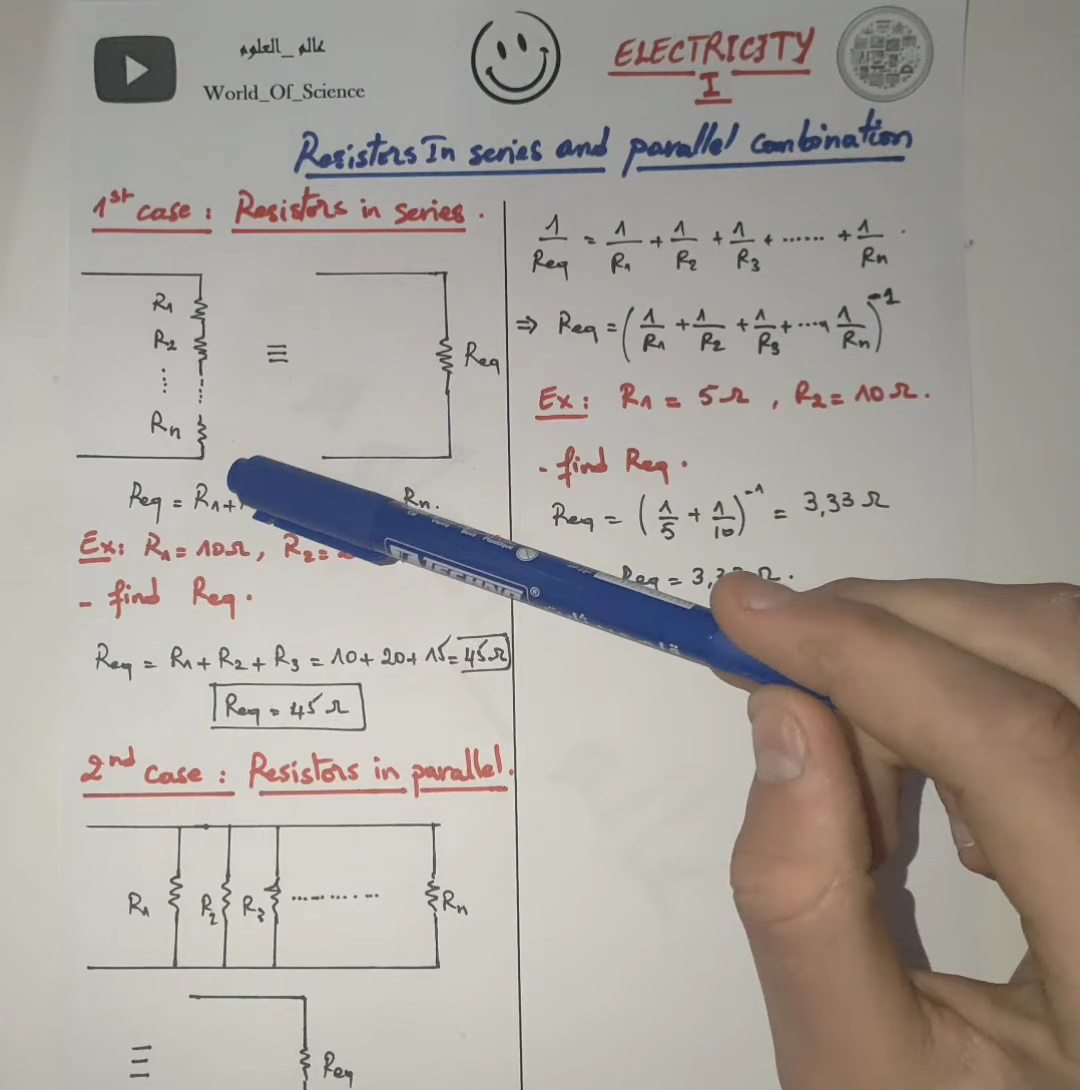 عالم_العلوم
World_Of_Science
ELECTRICITY
I
Resistors In series and parallel combination
1st case : Resistors in series .
R1
R2
.....
Rn
≡
Req
Req = R1+ Rn.
Ex: R1 = 10Ω, R2 =
- find Req.
Req = R1 + R2 + R3 = 10 + 20 + 15 = 45Ω
Req = 45Ω
2nd case : Resistors in parallel.
R1 R2 R3 .......... Rn
≡ Req
1/Req = 1/R1 + 1/R2 + 1/R3 + ...... + 1/Rn .
⇒ Req = (1/R1 + 1/R2 + 1/R3 + .... 1/Rn)^-1
Ex: R1 = 5Ω , R2 = 10Ω.
- find Req.
Req = (1/5 + 1/10)^-1 = 3,33Ω
Req = 3,33Ω.
TECHNO®